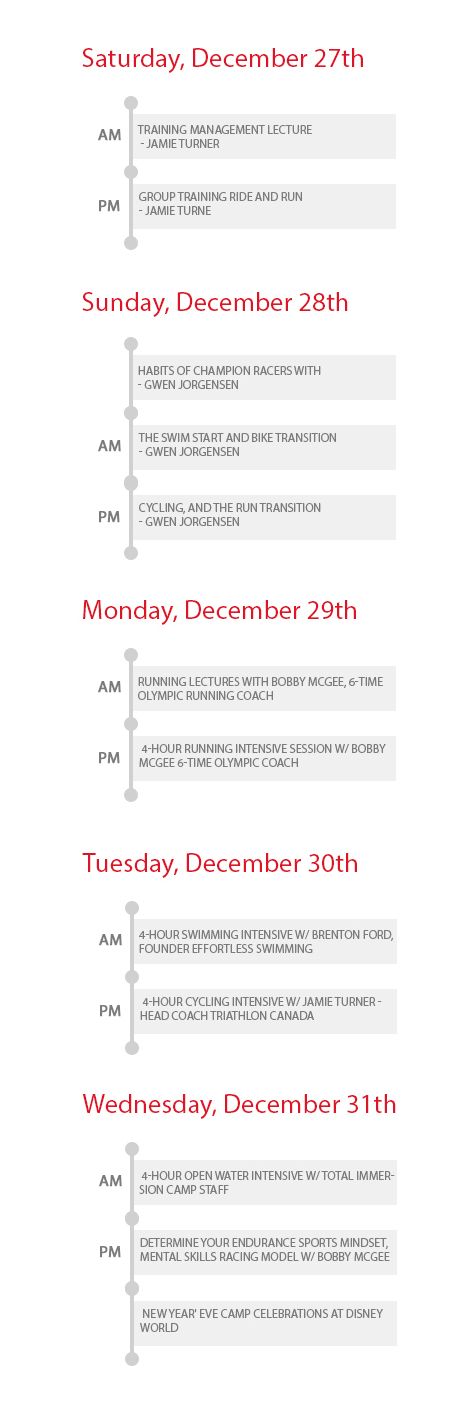 Saturday, December 27th
AM
TRAINING MANAGEMENT LECTURE
- JAMIE TURNER
PM
GROUP TRAINING RIDE AND RUN
- JAMIE TURNE
Sunday, December 28th
HABITS OF CHAMPION RACERS WITH
- GWEN JORGENSEN
AM
THE SWIM START AND BIKE TRANSITION
- GWEN JORGENSEN
PM
CYCLING, AND THE RUN TRANSITION
- GWEN JORGENSEN
Monday, December 29th
AM
RUNNING LECTURES WITH BOBBY MCGEE, 6-TIME
OLYMPIC RUNNING COACH
PM
4-HOUR RUNNING INTENSIVE SESSION W/ BOBBY
MCGEE 6-TIME OLYMPIC COACH
Tuesday, December 30th
AM
4-HOUR SWIMMING INTENSIVE W/ BRENTON FORD,
FOUNDER EFFORTLESS SWIMMING
PM
4-HOUR CYCLING INTENSIVE W/ JAMIE TURNER -
HEAD COACH TRIATHLON CANADA
Wednesday, December 31th
AM
4-HOUR OPEN WATER INTENSIVE W/ TOTAL IMMER-
SION CAMP STAFF
PM
DETERMINE YOUR ENDURANCE SPORTS MINDSET,
MENTAL SKILLS RACING MODEL W/ BOBBY MCGEE
NEW YEAR' EVE CAMP CELEBRATIONS AT DISNEY
WORLD